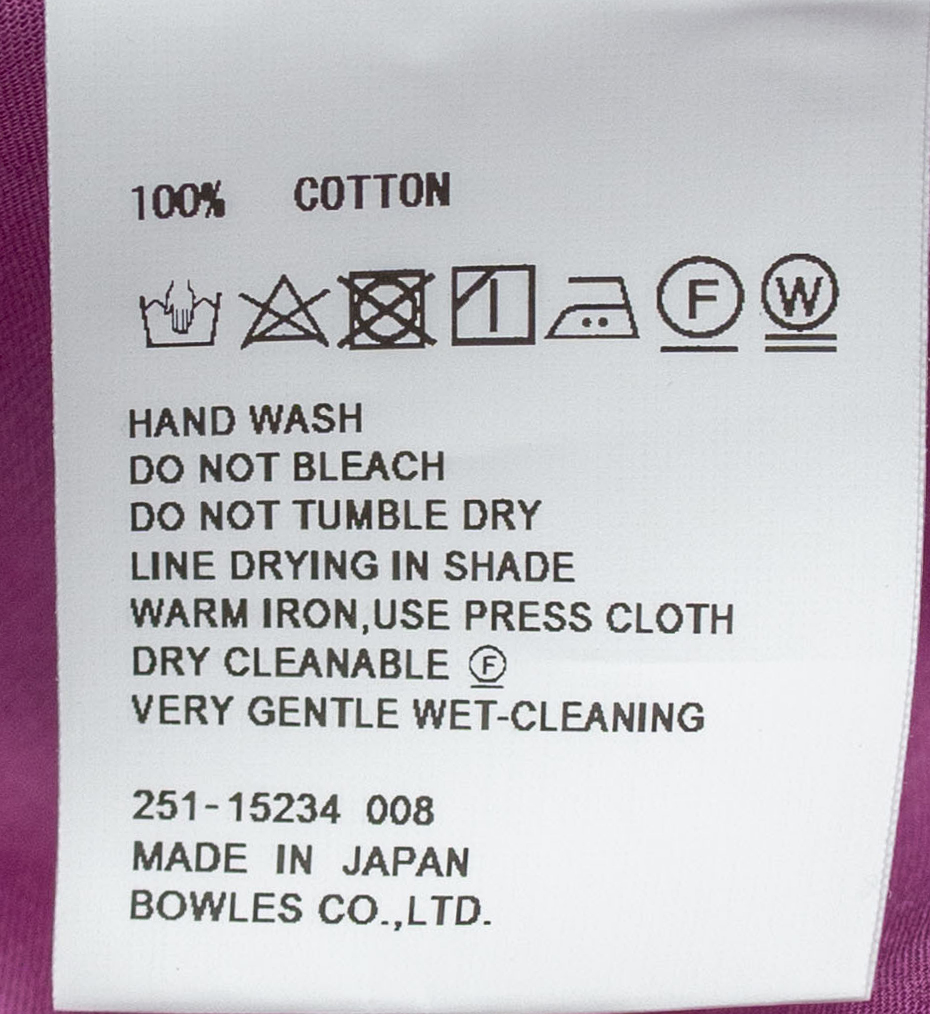 100% COTTON
F W
HAND WASH
DO NOT BLEACH
DO NOT TUMBLE DRY
LINE DRYING IN SHADE
WARM IRON,USE PRESS CLOTH
DRY CLEANABLE Ⓕ
VERY GENTLE WET-CLEANING
251-15234 008
MADE IN JAPAN
BOWLES CO.,LTD.